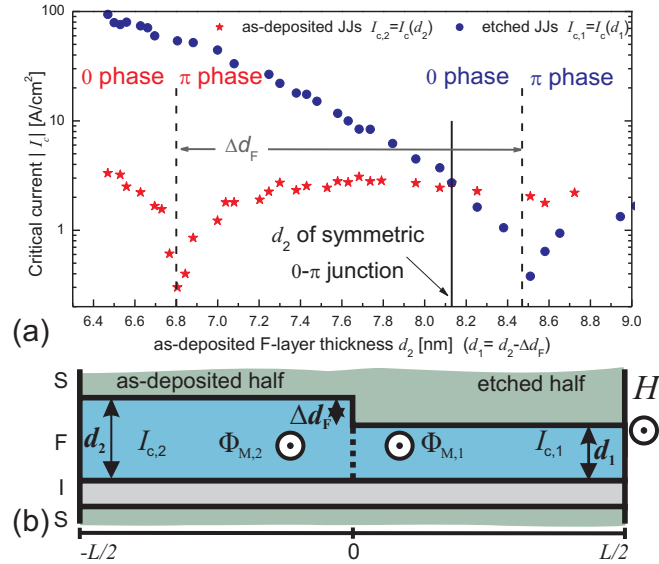 100
10
1
Critical current | I_c | [A/cm²]
as-deposited JJs I_c,2=I_c(d_2)
etched JJs I_c,1=I_c(d_1)
0 phase
π phase
0 phase
π phase
Δd_F
d_2 of symmetric
0-π junction
6.4 6.6 6.8 7.0 7.2 7.4 7.6 7.8 8.0 8.2 8.4 8.6 8.8 9.0
as-deposited F-layer thickness d_2 [nm] (d_1= d_2-Δd_F)
(a)
S
as-deposited half
etched half
H
Δd_F
F
d_2
I_c,2
Φ_M,2
Φ_M,1
I_c,1
d_1
I
(b)
S
-L/2
0
L/2